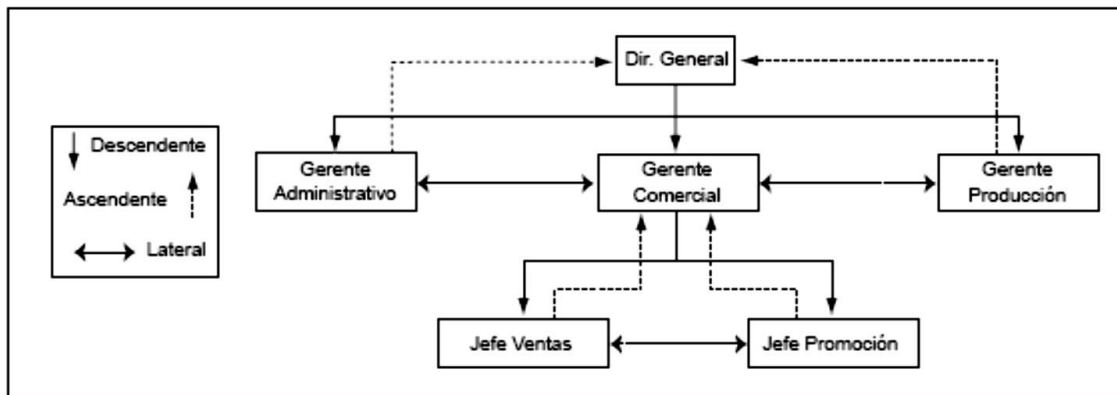 Dir. General
Descendente
Ascendente
Lateral
Gerente
Administrativo
Gerente
Comercial
Gerente
Producción
Jefe Ventas
Jefe Promoción